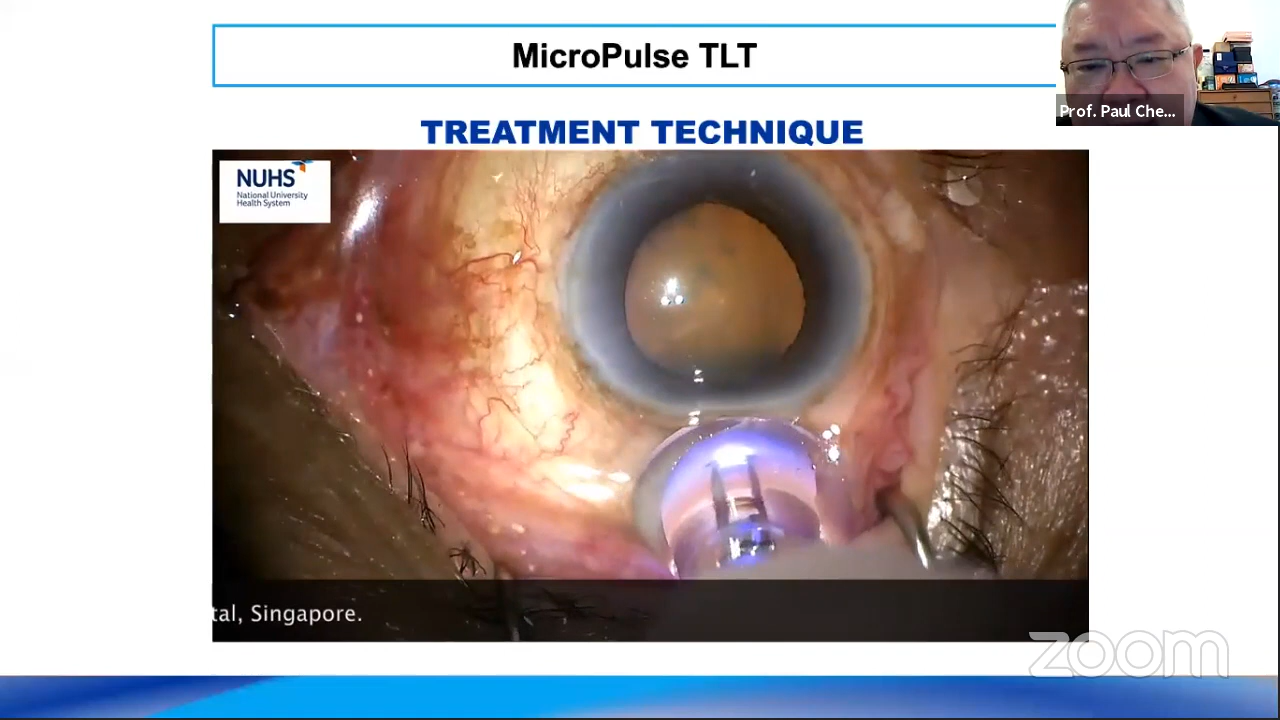 MicroPulse TLT
Prof. Paul Che...
TREATMENT TECHNIQUE
NUHS
National University
Health System
tal, Singapore.
zoom